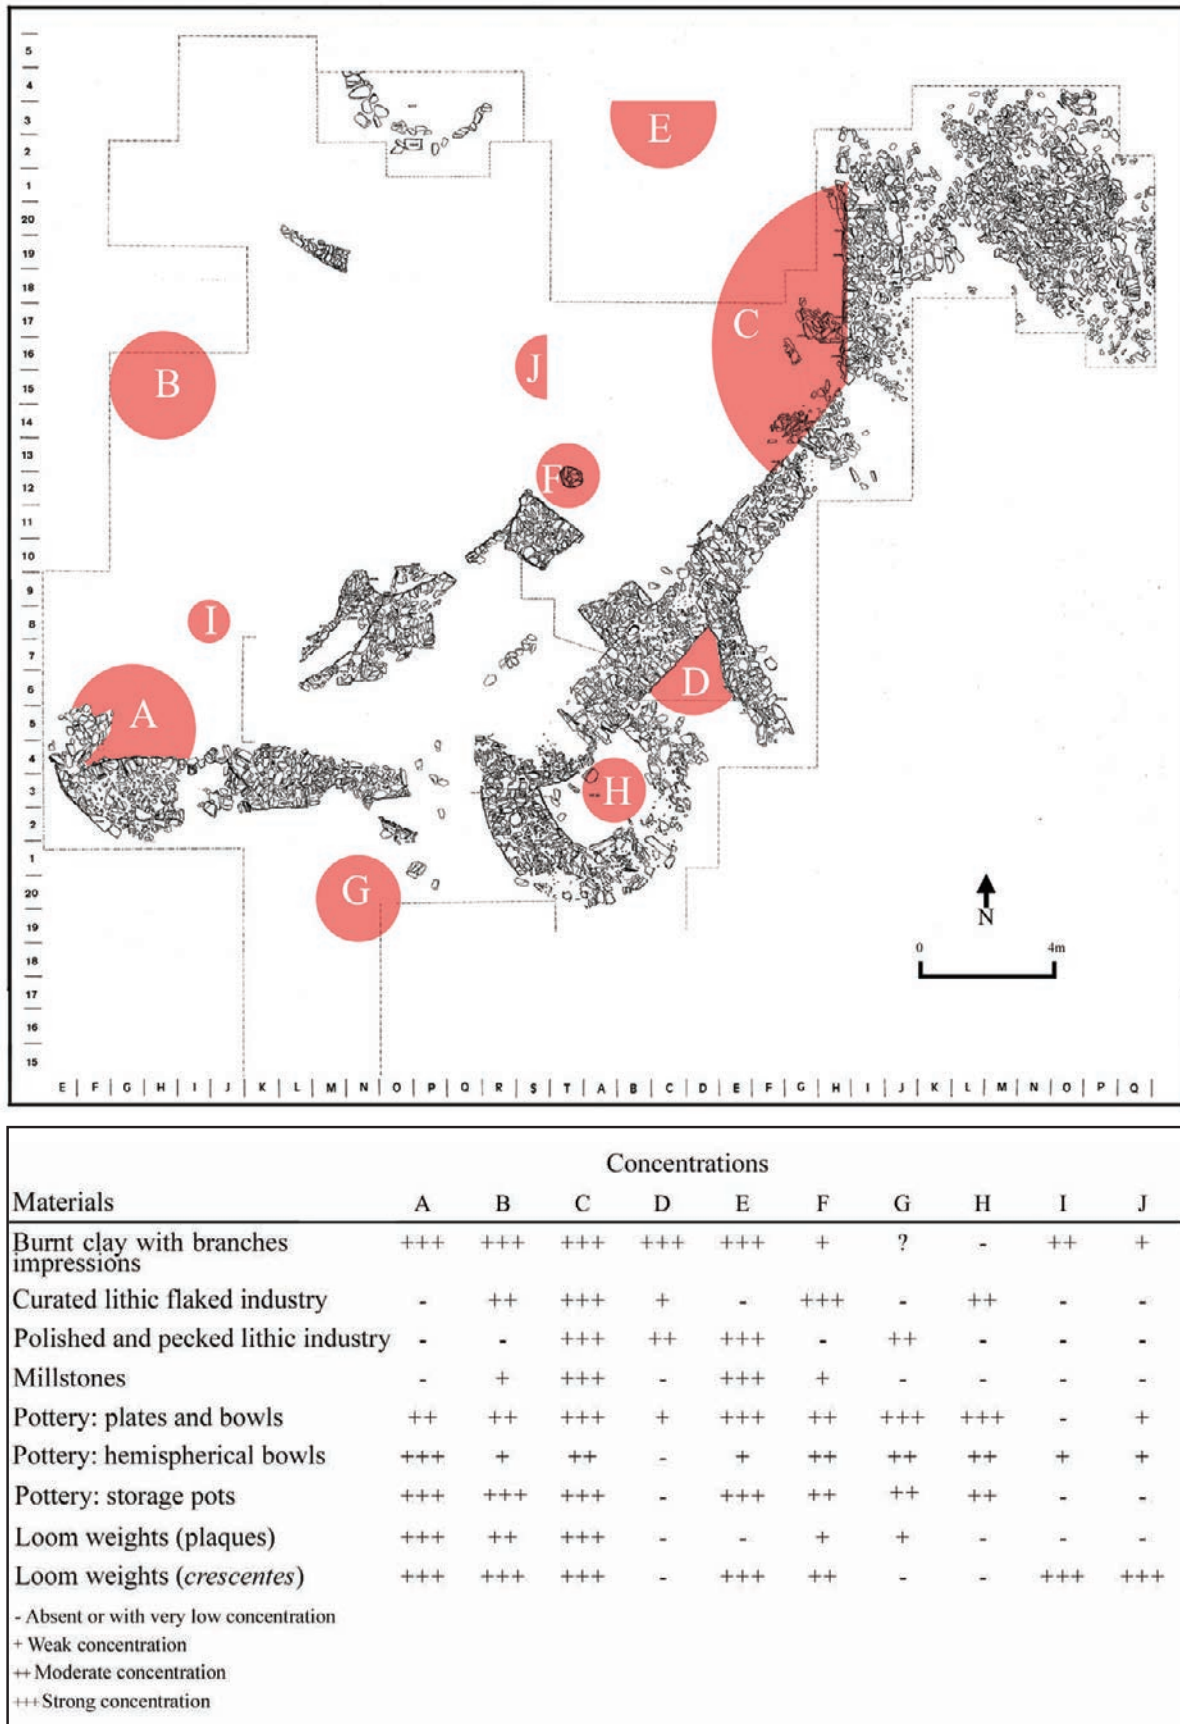 5
4
3
2
1
20
19
18
17
16
15
14
13
12
11
10
9
8
7
6
5
4
3
2
1
20
19
18
17
16
15
E
C
J
B
F
I
D
A
H
G
N
0 4m
E | F | G | H | I | J | K | L | M | N | O | P | Q | R | S | T | A | B | C | D | E | F | G | H | I | J | K | L | M | N | O | P | Q |
Concentrations
Materials A B C D E F G H I J
Burnt clay with branches impressions +++ +++ +++ +++ +++ + ? - ++ +
Curated lithic flaked industry - ++ +++ + - +++ - ++ - -
Polished and pecked lithic industry - - +++ ++ +++ - ++ - - -
Millstones - + +++ - +++ + - - - -
Pottery: plates and bowls ++ ++ +++ + +++ ++ +++ +++ - +
Pottery: hemispherical bowls +++ + ++ - + ++ ++ ++ + +
Pottery: storage pots +++ +++ +++ - +++ ++ ++ ++ - -
Loom weights (plaques) +++ ++ +++ - - + + - - -
Loom weights (crescentes) +++ +++ +++ - +++ ++ - - +++ +++
- Absent or with very low concentration
+ Weak concentration
++ Moderate concentration
+++ Strong concentration